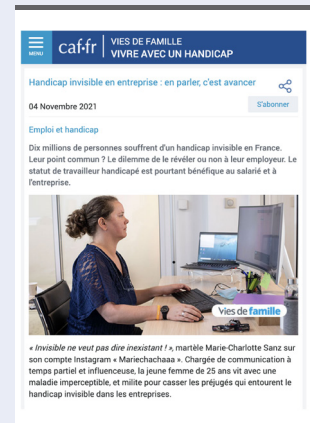 MENU
caf·fr
VIES DE FAMILLE
VIVRE AVEC UN HANDICAP
Handicap invisible en entreprise : en parler, c'est avancer
04 Novembre 2021
S'abonner
Emploi et handicap
Dix millions de personnes souffrent d'un handicap invisible en France.
Leur point commun ? Le dilemme de le révéler ou non à leur employeur. Le
statut de travailleur handicapé est pourtant bénéfique au salarié et à
l'entreprise.
Vies de famille
« Invisible ne veut pas dire inexistant ! », martèle Marie-Charlotte Sanz sur
son compte Instagram « Mariechachaaa ». Chargée de communication à
temps partiel et influenceuse, la jeune femme de 25 ans vit avec une
maladie imperceptible, et milite pour casser les préjugés qui entourent le
handicap invisible dans les entreprises.